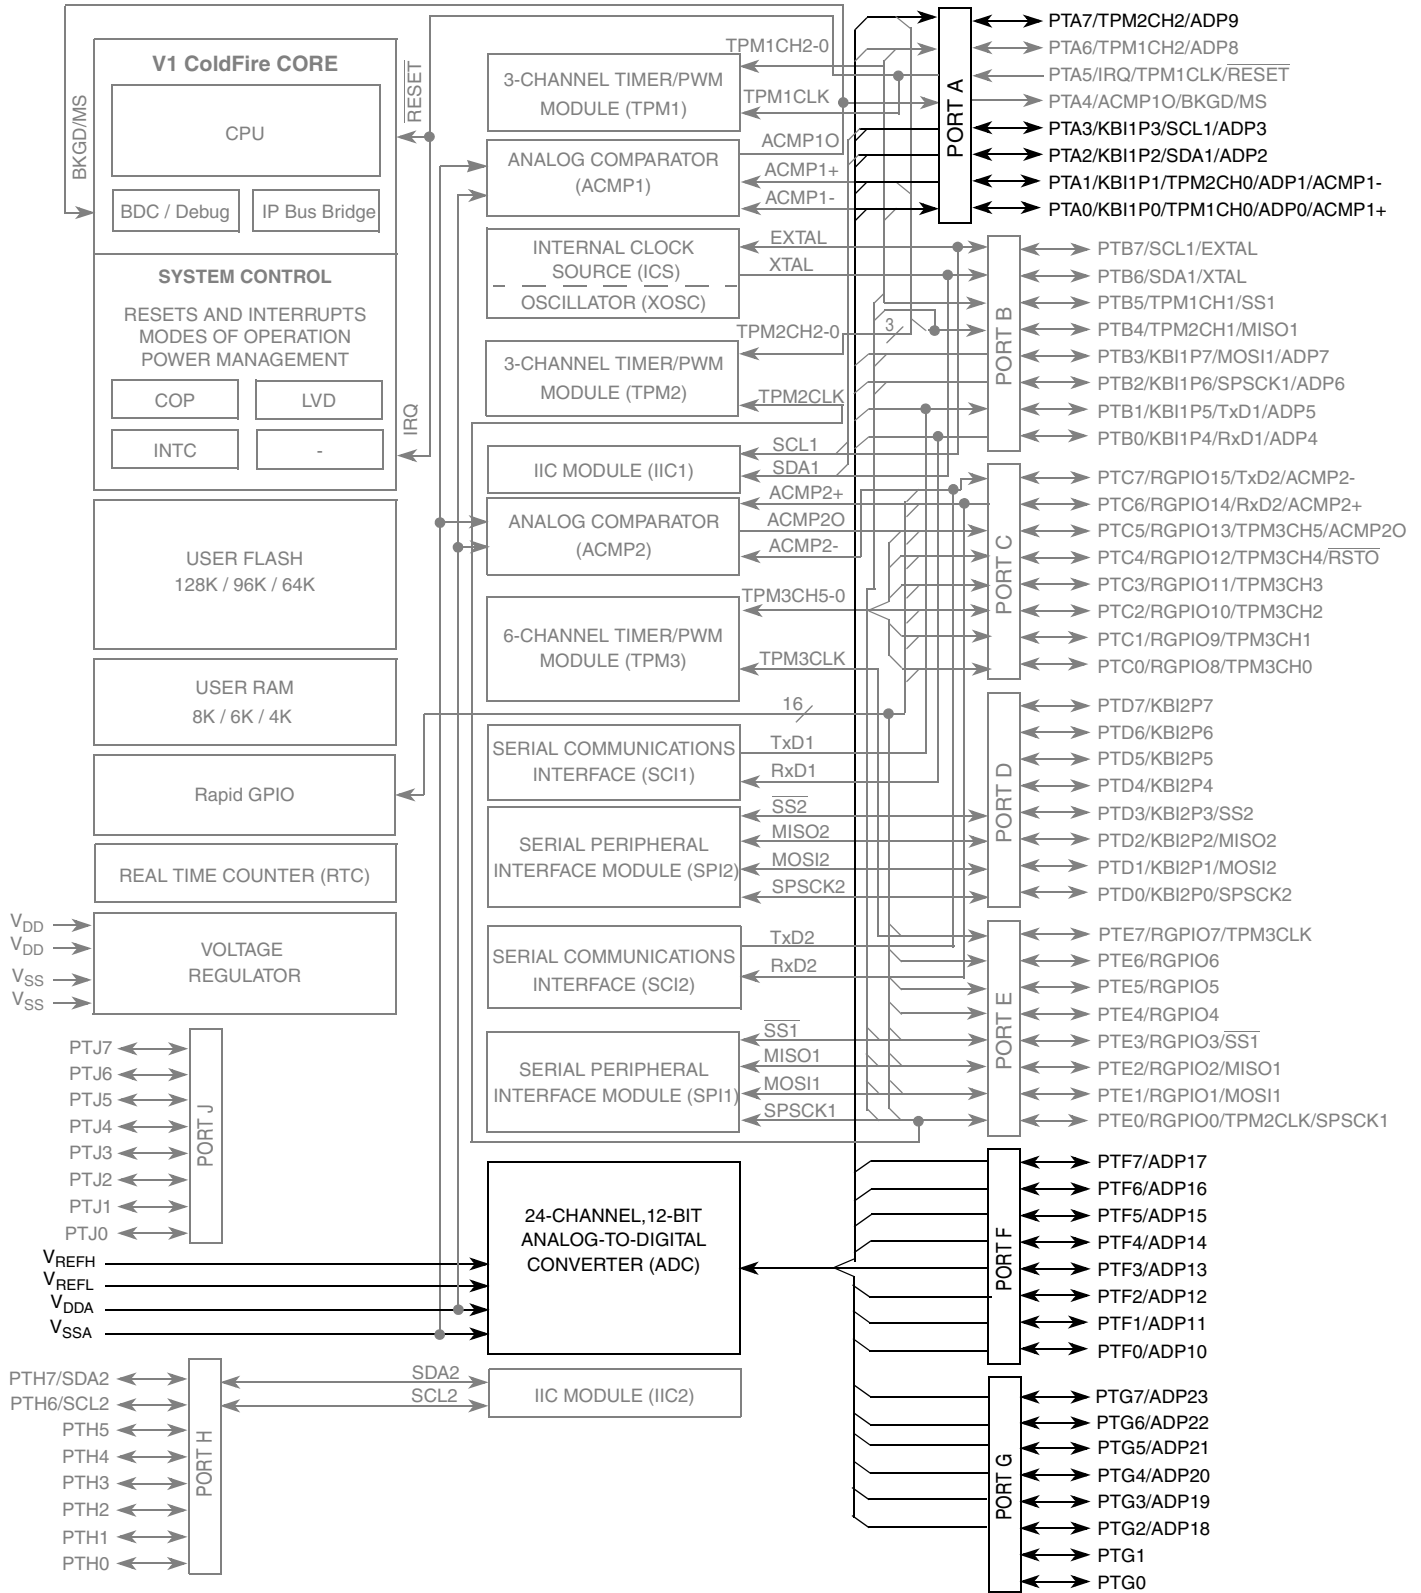 BKGD/MS
V1 ColdFire CORE
CPU
BDC / Debug
IP Bus Bridge
RESET
SYSTEM CONTROL
RESETS AND INTERRUPTS
MODES OF OPERATION
POWER MANAGEMENT
COP
LVD
INTC
-
IRQ
USER FLASH
128K / 96K / 64K
USER RAM
8K / 6K / 4K
Rapid GPIO
REAL TIME COUNTER (RTC)
VDD
VDD
VSS
VSS
VOLTAGE
REGULATOR
PTJ7
PTJ6
PTJ5
PTJ4
PTJ3
PTJ2
PTJ1
PTJ0
PORT J
VREFH
VREFL
VDDA
VSSA
PTH7/SDA2
PTH6/SCL2
PTH5
PTH4
PTH3
PTH2
PTH1
PTH0
PORT H
SDA2
SCL2
3-CHANNEL TIMER/PWM
MODULE (TPM1)
TPM1CH2-0
TPM1CLK
ANALOG COMPARATOR
(ACMP1)
ACMP1O
ACMP1+
ACMP1-
INTERNAL CLOCK
SOURCE (ICS)
OSCILLATOR (XOSC)
EXTAL
XTAL
3-CHANNEL TIMER/PWM
MODULE (TPM2)
TPM2CH2-0
3
TPM2CLK
IIC MODULE (IIC1)
SCL1
SDA1
ANALOG COMPARATOR
(ACMP2)
ACMP2+
ACMP2O
ACMP2-
6-CHANNEL TIMER/PWM
MODULE (TPM3)
TPM3CH5-0
TPM3CLK
16
SERIAL COMMUNICATIONS
INTERFACE (SCI1)
TxD1
RxD1
SERIAL PERIPHERAL
INTERFACE MODULE (SPI2)
SS2
MISO2
MOSI2
SPSCK2
SERIAL COMMUNICATIONS
INTERFACE (SCI2)
TxD2
RxD2
SERIAL PERIPHERAL
INTERFACE MODULE (SPI1)
SS1
MISO1
MOSI1
SPSCK1
24-CHANNEL,12-BIT
ANALOG-TO-DIGITAL
CONVERTER (ADC)
IIC MODULE (IIC2)
PORT A
PTA7/TPM2CH2/ADP9
PTA6/TPM1CH2/ADP8
PTA5/IRQ/TPM1CLK/RESET
PTA4/ACMP1O/BKGD/MS
PTA3/KBI1P3/SCL1/ADP3
PTA2/KBI1P2/SDA1/ADP2
PTA1/KBI1P1/TPM2CH0/ADP1/ACMP1-
PTA0/KBI1P0/TPM1CH0/ADP0/ACMP1+
PORT B
PTB7/SCL1/EXTAL
PTB6/SDA1/XTAL
PTB5/TPM1CH1/SS1
PTB4/TPM2CH1/MISO1
PTB3/KBI1P7/MOSI1/ADP7
PTB2/KBI1P6/SPSCK1/ADP6
PTB1/KBI1P5/TxD1/ADP5
PTB0/KBI1P4/RxD1/ADP4
PORT C
PTC7/RGPIO15/TxD2/ACMP2-
PTC6/RGPIO14/RxD2/ACMP2+
PTC5/RGPIO13/TPM3CH5/ACMP2O
PTC4/RGPIO12/TPM3CH4/RSTO
PTC3/RGPIO11/TPM3CH3
PTC2/RGPIO10/TPM3CH2
PTC1/RGPIO9/TPM3CH1
PTC0/RGPIO8/TPM3CH0
PORT D
PTD7/KBI2P7
PTD6/KBI2P6
PTD5/KBI2P5
PTD4/KBI2P4
PTD3/KBI2P3/SS2
PTD2/KBI2P2/MISO2
PTD1/KBI2P1/MOSI2
PTD0/KBI2P0/SPSCK2
PORT E
PTE7/RGPIO7/TPM3CLK
PTE6/RGPIO6
PTE5/RGPIO5
PTE4/RGPIO4
PTE3/RGPIO3/SS1
PTE2/RGPIO2/MISO1
PTE1/RGPIO1/MOSI1
PTE0/RGPIO0/TPM2CLK/SPSCK1
PORT F
PTF7/ADP17
PTF6/ADP16
PTF5/ADP15
PTF4/ADP14
PTF3/ADP13
PTF2/ADP12
PTF1/ADP11
PTF0/ADP10
PORT G
PTG7/ADP23
PTG6/ADP22
PTG5/ADP21
PTG4/ADP20
PTG3/ADP19
PTG2/ADP18
PTG1
PTG0